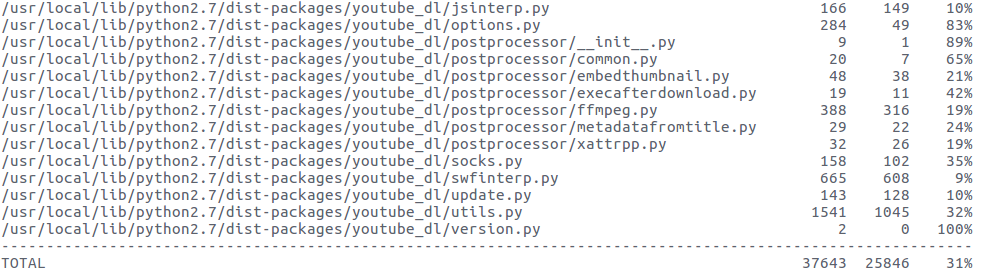 /usr/local/lib/python2.7/dist-packages/youtube_dl/jsinterp.py 166 149 10%
/usr/local/lib/python2.7/dist-packages/youtube_dl/options.py 284 49 83%
/usr/local/lib/python2.7/dist-packages/youtube_dl/postprocessor/__init__.py 9 1 89%
/usr/local/lib/python2.7/dist-packages/youtube_dl/postprocessor/common.py 20 7 65%
/usr/local/lib/python2.7/dist-packages/youtube_dl/postprocessor/embedthumbnail.py 48 38 21%
/usr/local/lib/python2.7/dist-packages/youtube_dl/postprocessor/execafterdownload.py 19 11 42%
/usr/local/lib/python2.7/dist-packages/youtube_dl/postprocessor/ffmpeg.py 388 316 19%
/usr/local/lib/python2.7/dist-packages/youtube_dl/postprocessor/metadatafromtitle.py 29 22 24%
/usr/local/lib/python2.7/dist-packages/youtube_dl/postprocessor/xattrpp.py 32 26 19%
/usr/local/lib/python2.7/dist-packages/youtube_dl/socks.py 158 102 35%
/usr/local/lib/python2.7/dist-packages/youtube_dl/swfinterp.py 665 608 9%
/usr/local/lib/python2.7/dist-packages/youtube_dl/update.py 143 128 10%
/usr/local/lib/python2.7/dist-packages/youtube_dl/utils.py 1541 1045 32%
/usr/local/lib/python2.7/dist-packages/youtube_dl/version.py 2 0 100%
------------------------------------------------------------------------------------------------------------
TOTAL 37643 25846 31%